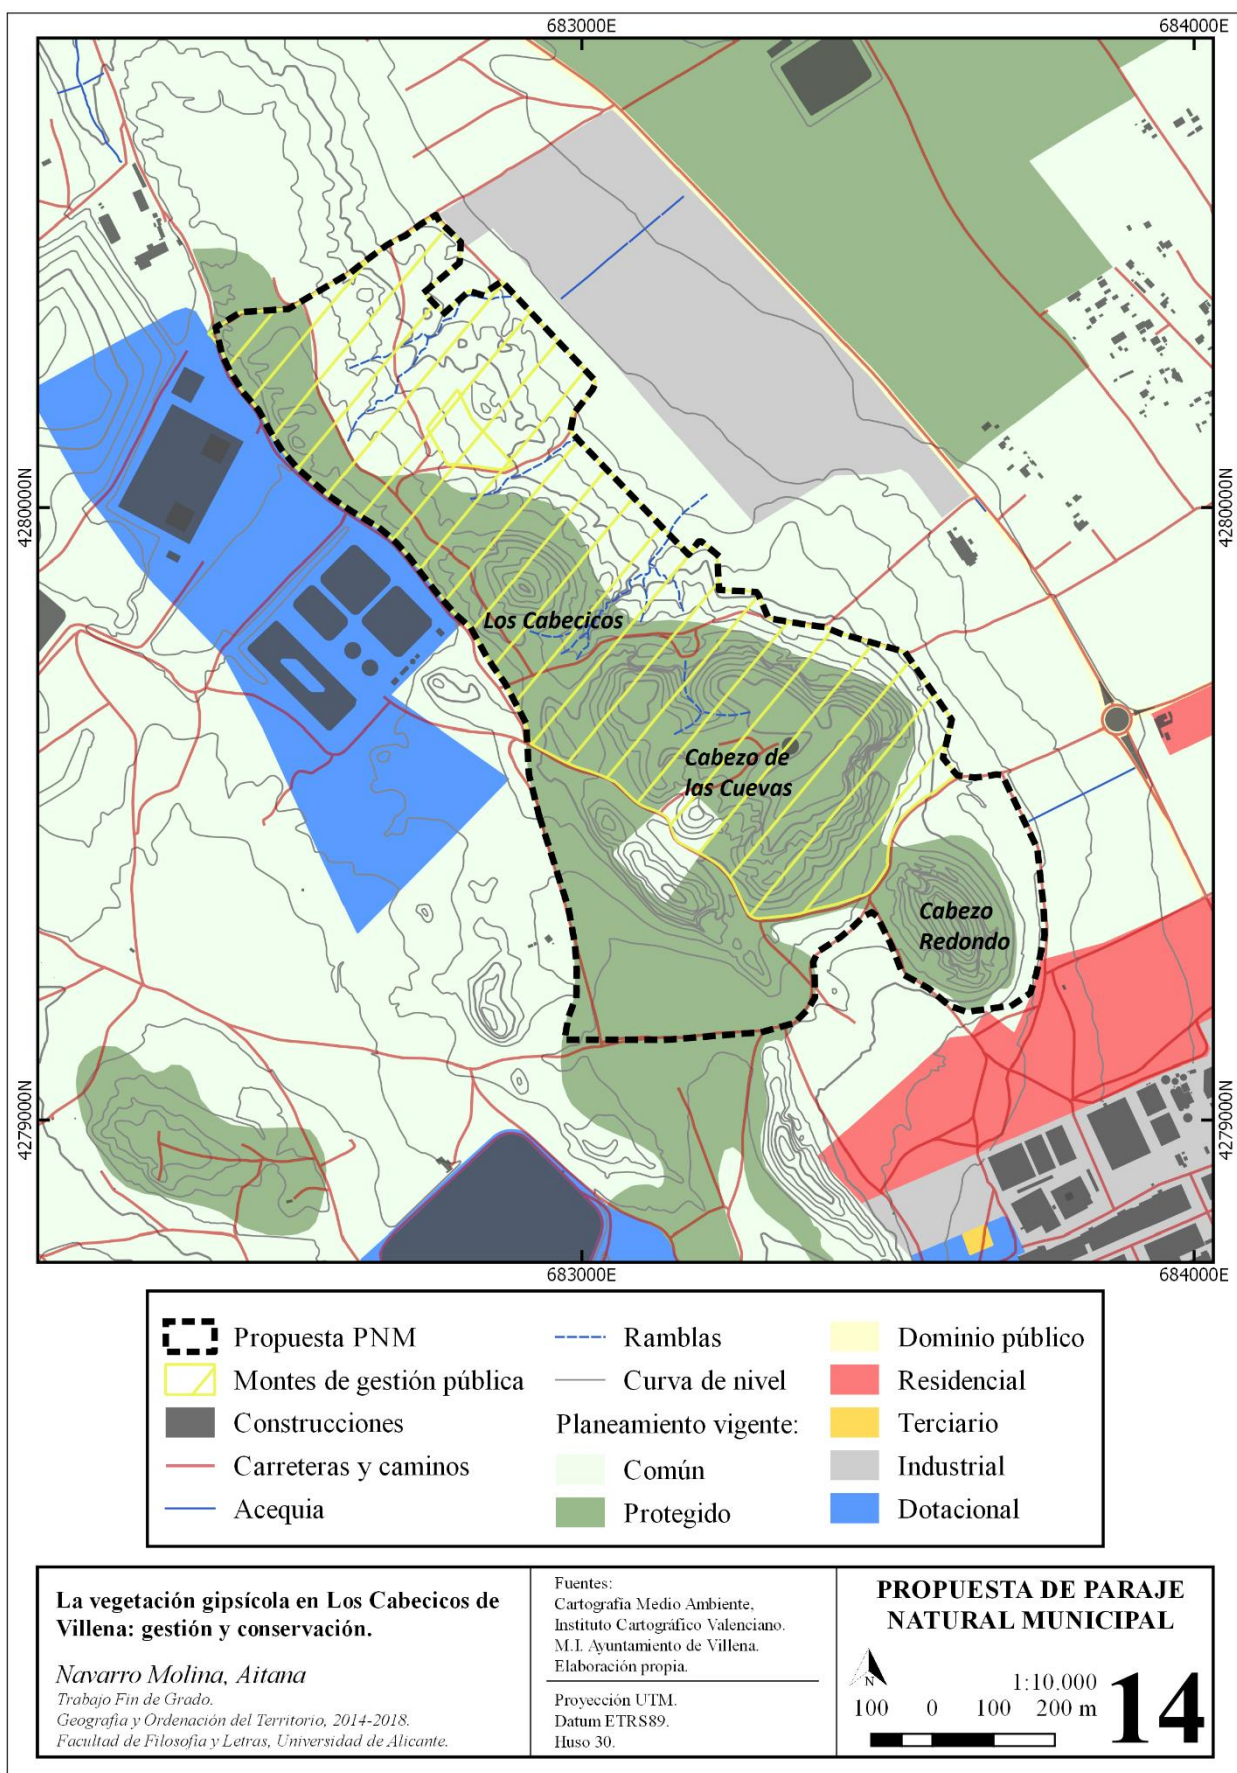 683000E
684000E
4280000N
4280000N
Los Cabecicos
Cabezo de
las Cuevas
Cabezo
Redondo
4279000N
4279000N
683000E
684000E
Propuesta PNM
Montes de gestión pública
Construcciones
Carreteras y caminos
Acequia
Ramblas
Curva de nivel
Planeamiento vigente:
Común
Protegido
Dominio público
Residencial
Terciario
Industrial
Dotacional
La vegetación gipsícola en Los Cabecicos de
Villena: gestión y conservación.
Navarro Molina, Aitana
Trabajo Fin de Grado.
Geografía y Ordenación del Territorio, 2014-2018.
Facultad de Filosofía y Letras, Universidad de Alicante.
Fuentes:
Cartografía Medio Ambiente,
Instituto Cartográfico Valenciano.
M.I. Ayuntamiento de Villena.
Elaboración propia.
Proyección UTM.
Datum ETRS89.
Huso 30.
PROPUESTA DE PARAJE
NATURAL MUNICIPAL
N
1:10.000
100 0 100 200 m
14